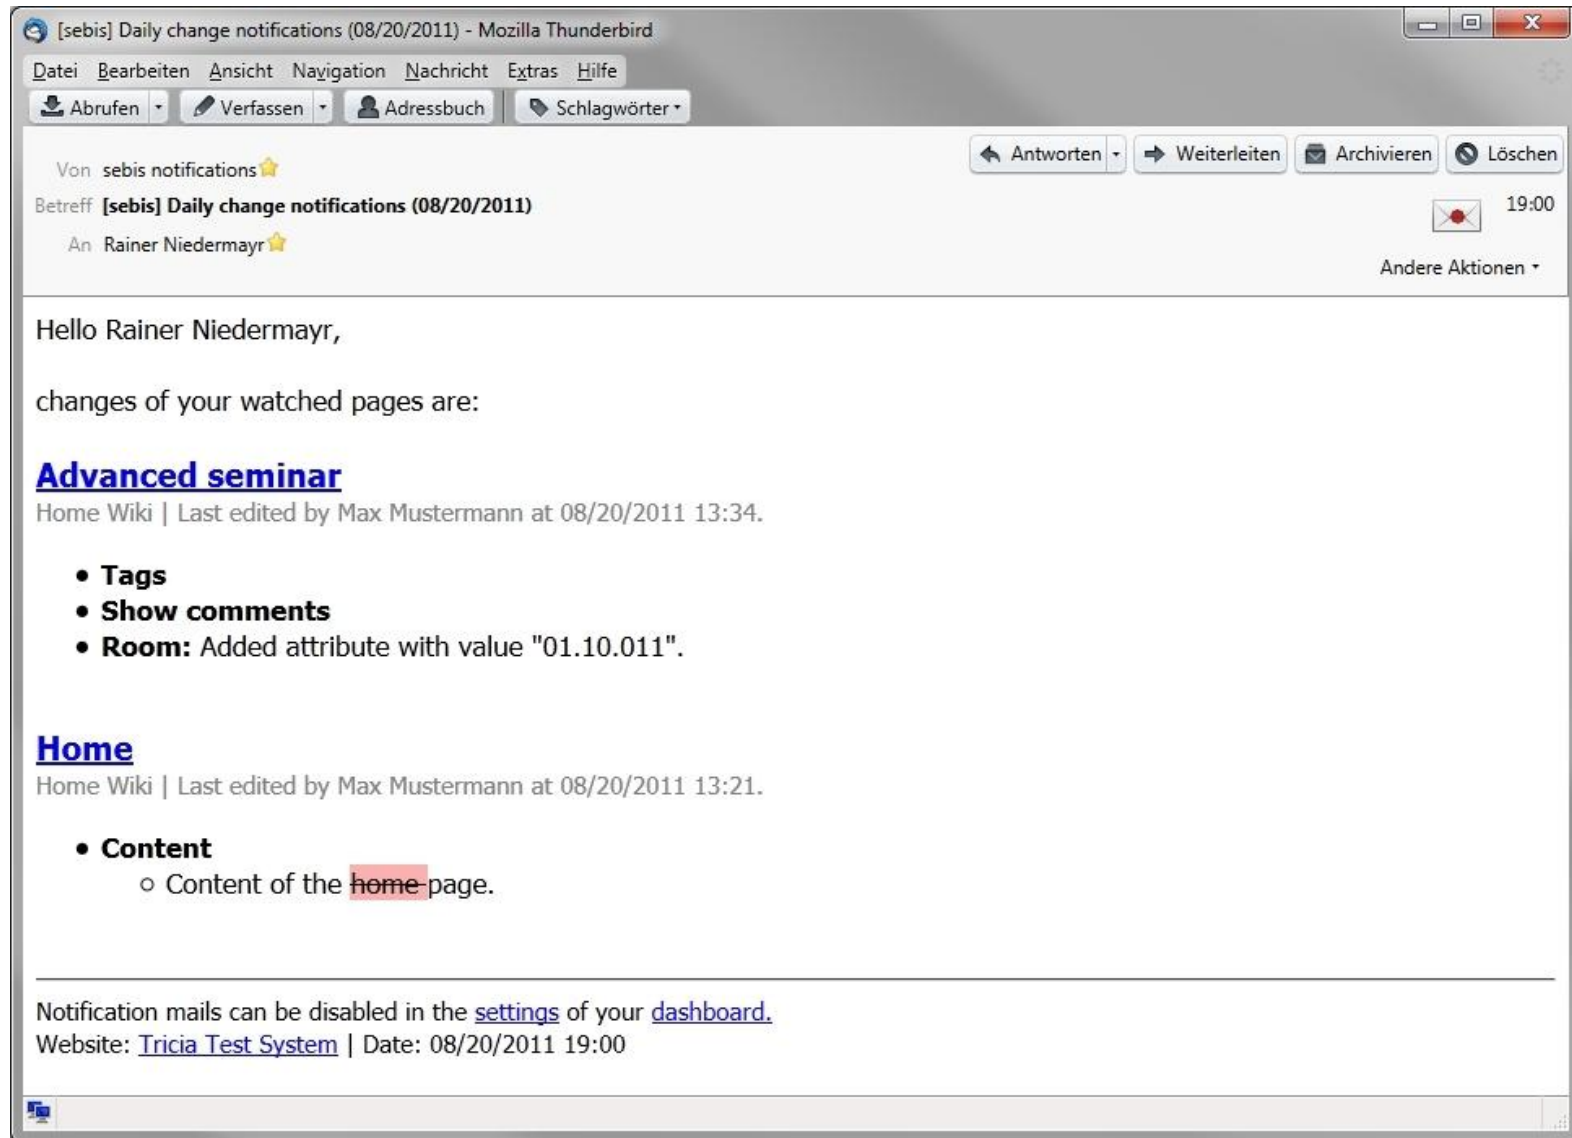 [sebis] Daily change notifications (08/20/2011) - Mozilla Thunderbird
Datei Bearbeiten Ansicht Navigation Nachricht Extras Hilfe
Abrufen Verfassen Adressbuch Schlagwörter
Antworten Weiterleiten Archivieren Löschen
Von sebis notifications
Betreff [sebis] Daily change notifications (08/20/2011) 19:00
An Rainer Niedermayr
Andere Aktionen
Hello Rainer Niedermayr,
changes of your watched pages are:
Advanced seminar
Home Wiki | Last edited by Max Mustermann at 08/20/2011 13:34.
• Tags
• Show comments
• Room: Added attribute with value "01.10.011".
Home
Home Wiki | Last edited by Max Mustermann at 08/20/2011 13:21.
• Content
○ Content of the home page.
Notification mails can be disabled in the settings of your dashboard.
Website: Tricia Test System | Date: 08/20/2011 19:00